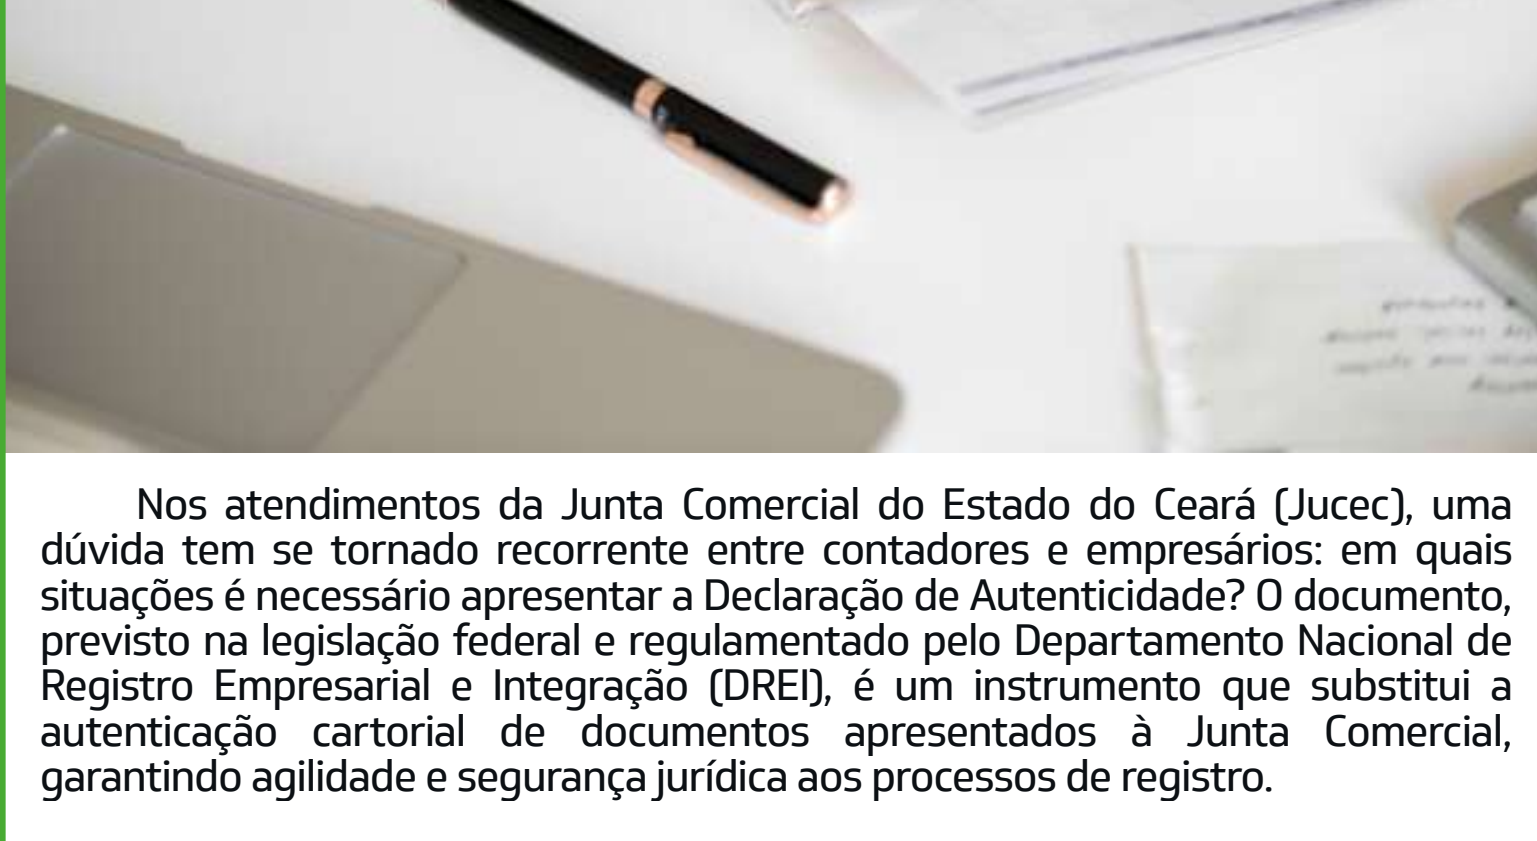 Nos atendimentos da Junta Comercial do Estado do Ceará (Jucec), uma
dúvida tem se tornado recorrente entre contadores e empresários: em quais
situações é necessário apresentar a Declaração de Autenticidade? O documento,
previsto na legislação federal e regulamentado pelo Departamento Nacional de
Registro Empresarial e Integração (DREI), é um instrumento que substitui a
autenticação cartorial de documentos apresentados à Junta Comercial,
garantindo agilidade e segurança jurídica aos processos de registro.